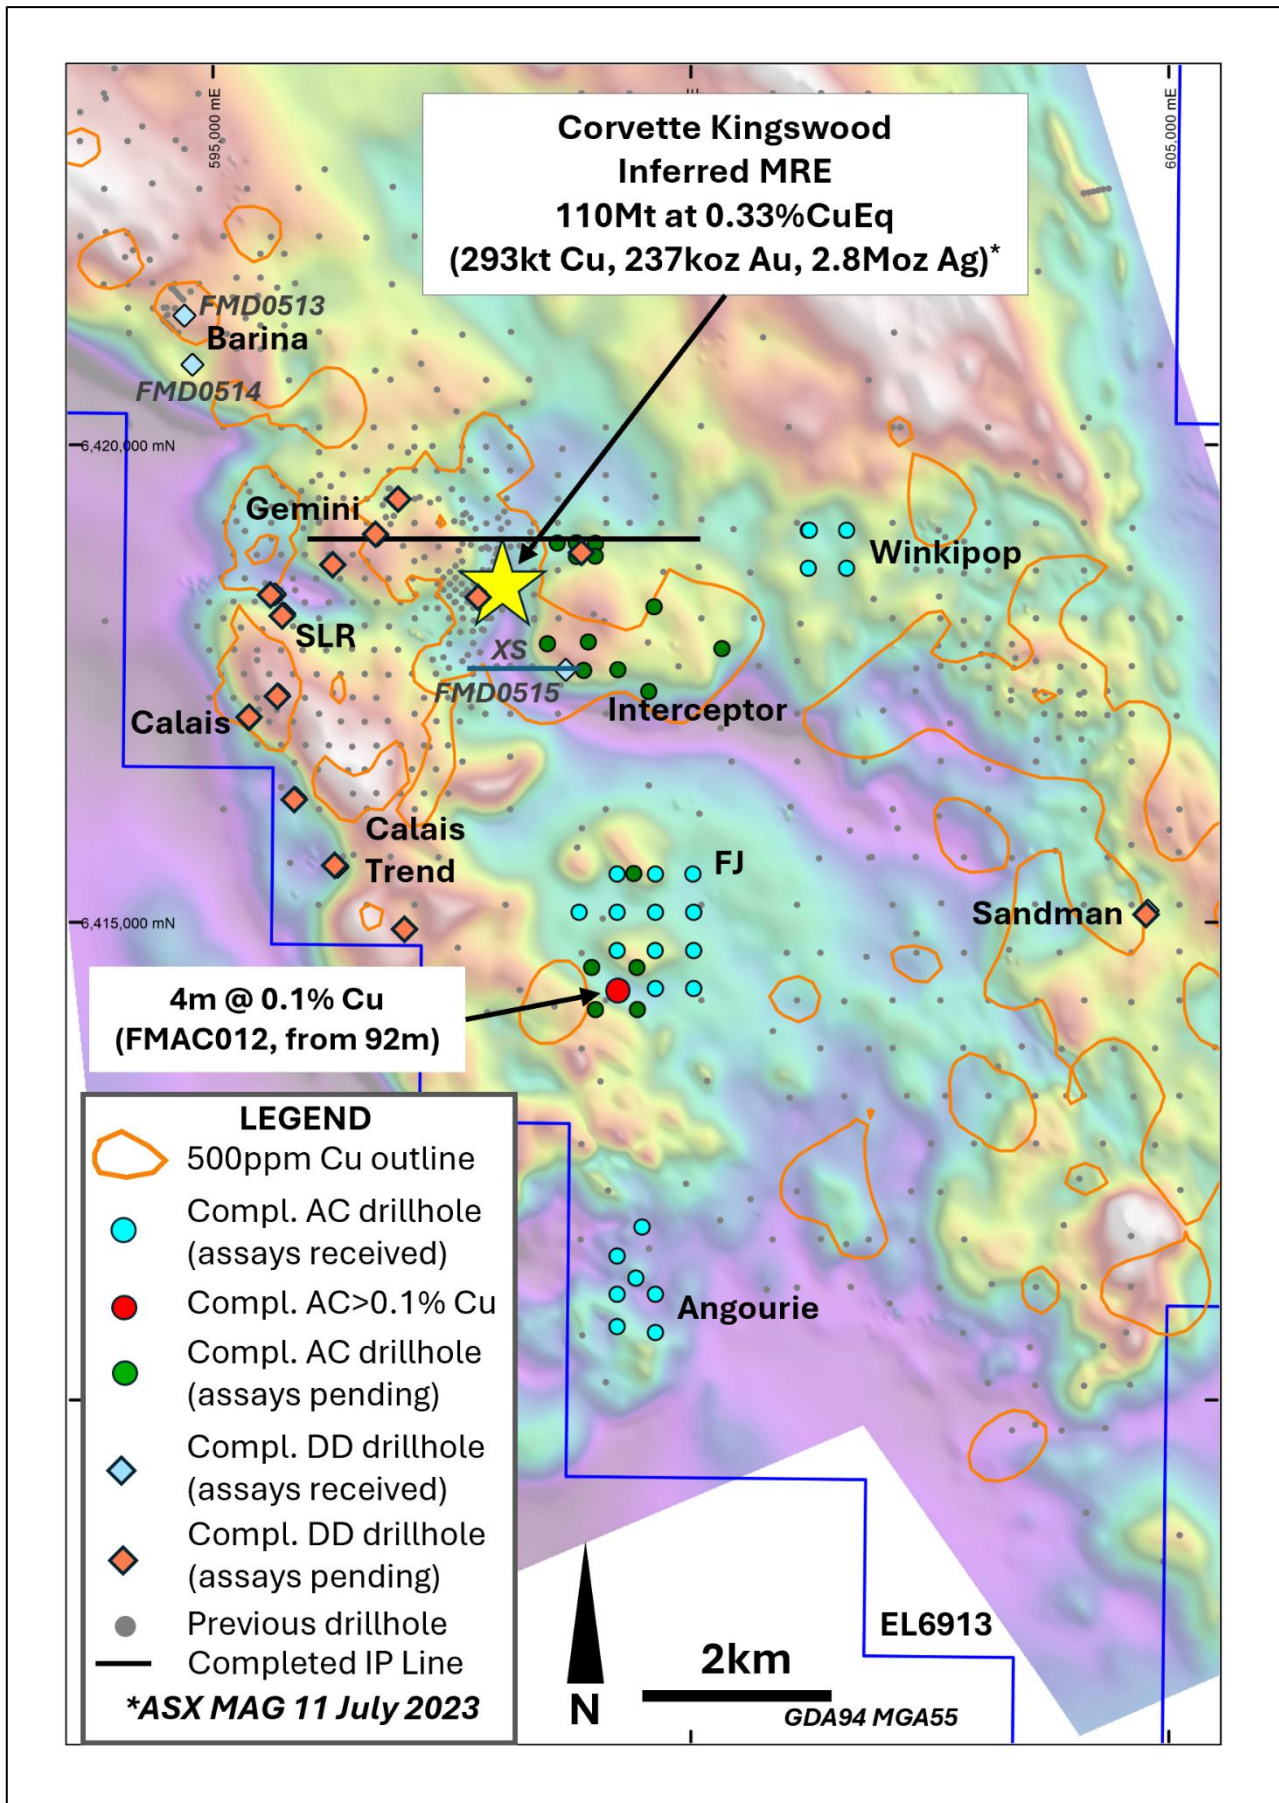 595,000 mE
E
605,000 mE
Corvette Kingswood
Inferred MRE
110Mt at 0.33%CuEq
(293kt Cu, 237koz Au, 2.8Moz Ag)*
FMD0513
Barina
FMD0514
6,420,000 mN
Gemini
Winkipop
SLR
XS
FMD0515
Interceptor
Calais
Calais
Trend
FJ
Sandman
6,415,000 mN
4m @ 0.1% Cu
(FMAC012, from 92m)
Angourie
LEGEND
500ppm Cu outline
Compl. AC drillhole
(assays received)
Compl. AC>0.1% Cu
Compl. AC drillhole
(assays pending)
Compl. DD drillhole
(assays received)
Compl. DD drillhole
(assays pending)
Previous drillhole
Completed IP Line
*ASX MAG 11 July 2023
N
2km
EL6913
GDA94 MGA55